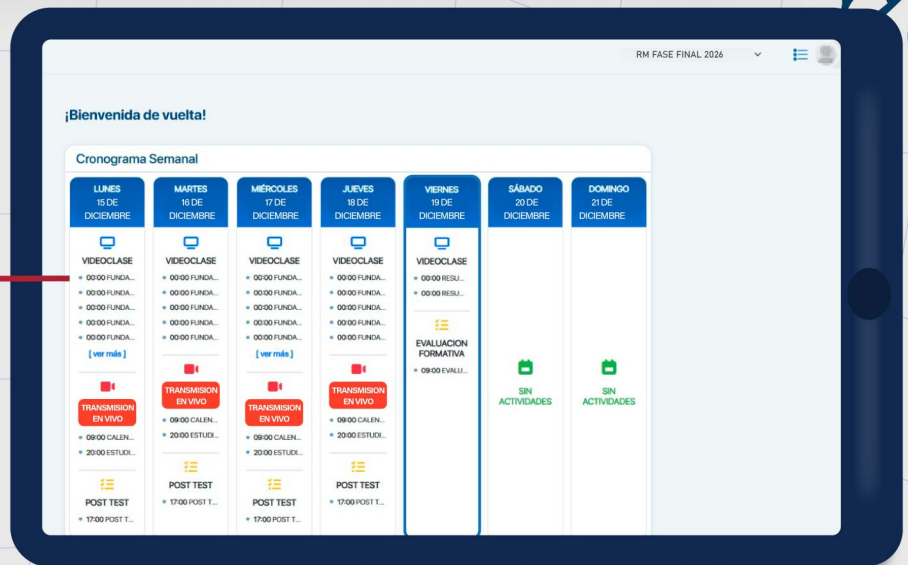 RM FASE FINAL 2026
¡Bienvenida de vuelta!
Cronograma Semanal
LUNES
15 DE
DICIEMBRE
VIDEOCLASE
00:00 FUNDA...
00:00 FUNDA...
00:00 FUNDA...
00:00 FUNDA...
00:00 FUNDA...
[ ver más ]
TRANSMISION
EN VIVO
09:00 CALEN...
20:00 ESTUDI...
POST TEST
17:00 POST T...
MARTES
16 DE
DICIEMBRE
VIDEOCLASE
00:00 FUNDA...
00:00 FUNDA...
00:00 FUNDA...
00:00 FUNDA...
00:00 FUNDA...
TRANSMISION
EN VIVO
09:00 CALEN...
20:00 ESTUDI...
POST TEST
17:00 POST T...
MIÉRCOLES
17 DE
DICIEMBRE
VIDEOCLASE
00:00 FUNDA...
00:00 FUNDA...
00:00 FUNDA...
00:00 FUNDA...
00:00 FUNDA...
[ ver más ]
TRANSMISION
EN VIVO
09:00 CALEN...
20:00 ESTUDI...
POST TEST
17:00 POST T...
JUEVES
18 DE
DICIEMBRE
VIDEOCLASE
00:00 FUNDA...
00:00 FUNDA...
00:00 FUNDA...
00:00 FUNDA...
00:00 FUNDA...
TRANSMISION
EN VIVO
09:00 CALEN...
20:00 ESTUDI...
POST TEST
17:00 POST T...
VIERNES
19 DE
DICIEMBRE
VIDEOCLASE
00:00 RESU...
00:00 RESU...
EVALUACION
FORMATIVA
09:00 EVALU...
SÁBADO
20 DE
DICIEMBRE
SIN
ACTIVIDADES
DOMINGO
21 DE
DICIEMBRE
SIN
ACTIVIDADES